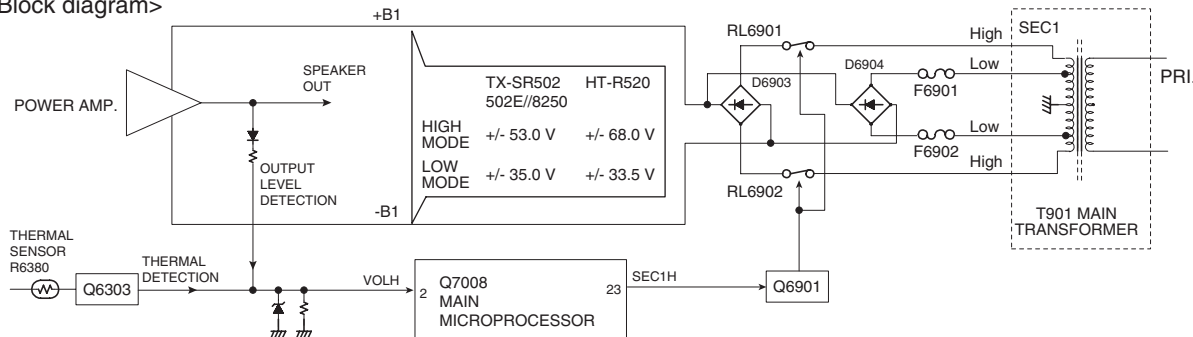 Block diagram>
+B1
RL6901
High
SEC1
Low
D6904
D6903
F6901
PRI.
SPEAKER
OUT
POWER AMP.
TX-SR502 HT-R520
502E//8250
HIGH
MODE +/- 53.0 V +/- 68.0 V
LOW
MODE +/- 35.0 V +/- 33.5 V
OUTPUT
LEVEL
DETECTION
Low
F6902
High
RL6902
-B1
T901 MAIN
TRANSFORMER
THERMAL
SENSOR
R6380
THERMAL
DETECTION
Q6303
VOLH
2
Q7008
MAIN
MICROPROCESSOR
23
SEC1H
Q6901